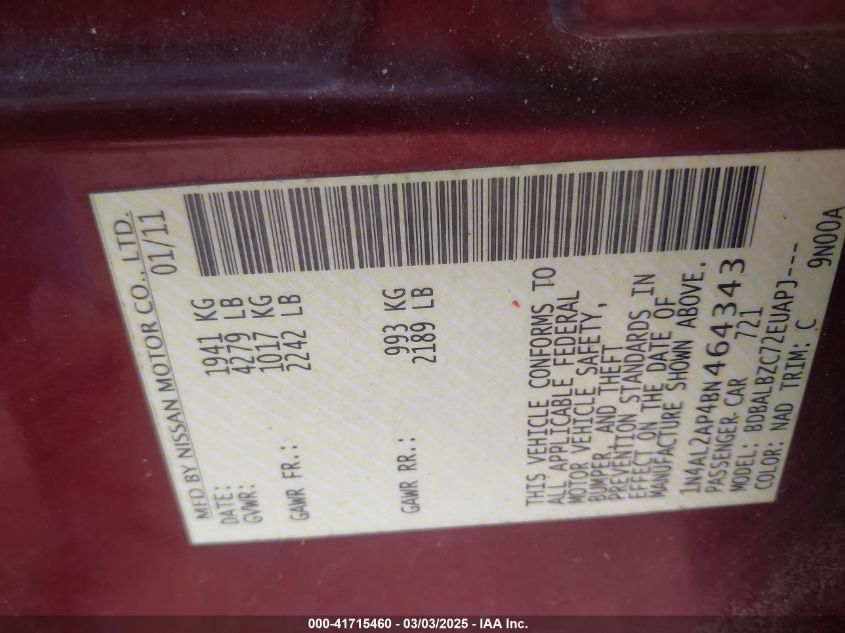 MFD BY NISSAN MOTOR CO., LTD.
DATE: 01/11
GVWR: 1941 KG
4279 LB
GAWR FR.: 1017 KG
2242 LB
GAWR RR.: 993 KG
2189 LB
THIS VEHICLE CONFORMS TO
ALL APPLICABLE FEDERAL
MOTOR VEHICLE SAFETY,
BUMPER, AND THEFT
PREVENTION STANDARDS IN
EFFECT ON THE DATE OF
MANUFACTURE SHOWN ABOVE.
1N4AL2AP4BN464343
PASSENGER CAR 721
MODEL: BDBALBZC72EUAPJ---
COLOR: NAD TRIM: C 9N00A
000-41715460 - 03/03/2025 - IAA Inc.